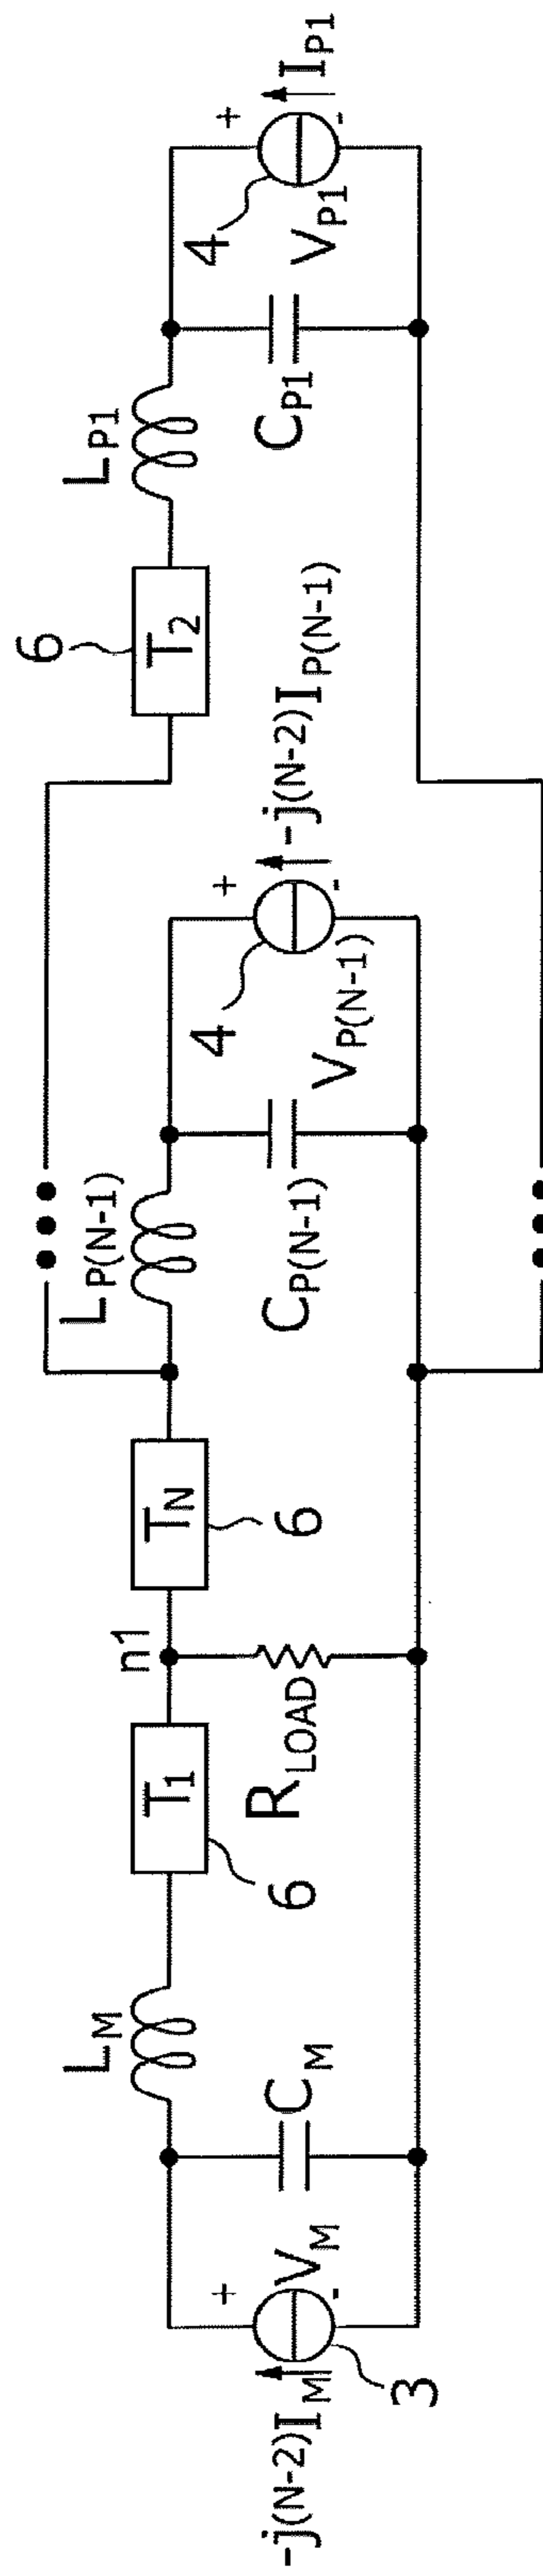 -j(N-2)I_M
3
+
V_M
-
C_M
L_M
T_1
6
n1
R_LOAD
T_N
6
L_P(N-1)
C_P(N-1)
+
4
V_P(N-1)
-
-j(N-2)I_P(N-1)
6
T_2
L_P1
C_P1
4
+
V_P1
-
I_P1